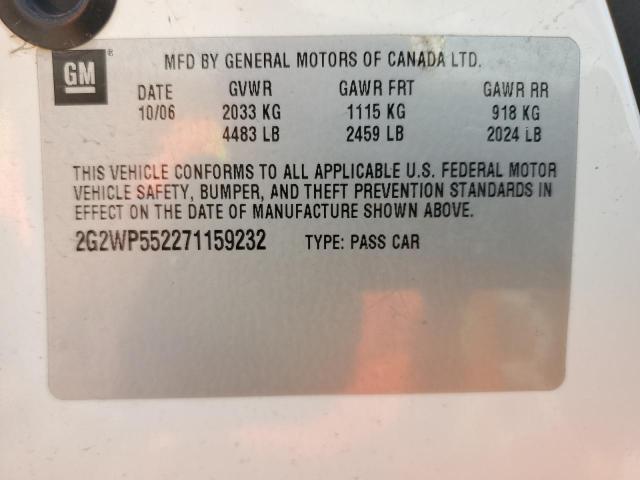 GM®
MFD BY GENERAL MOTORS OF CANADA LTD.
DATE GVWR GAWR FRT GAWR RR
10/06 2033 KG 1115 KG 918 KG
4483 LB 2459 LB 2024 LB
THIS VEHICLE CONFORMS TO ALL APPLICABLE U.S. FEDERAL MOTOR
VEHICLE SAFETY, BUMPER, AND THEFT PREVENTION STANDARDS IN
EFFECT ON THE DATE OF MANUFACTURE SHOWN ABOVE.
2G2WP552271159232 TYPE: PASS CAR